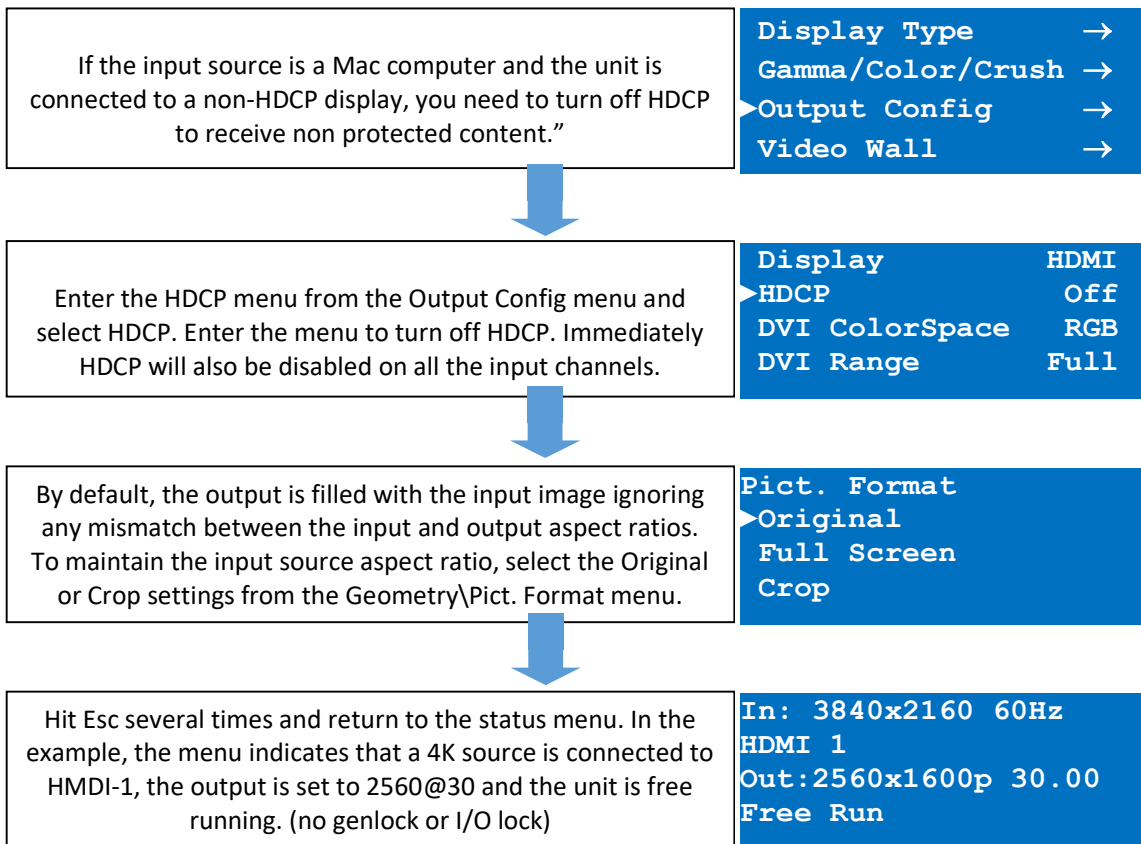 If the input source is a Mac computer and the unit is
connected to a non-HDCP display, you need to turn off HDCP
to receive non protected content.”
Display Type →
Gamma/Color/Crush →
Output Config →
Video Wall →
Enter the HDCP menu from the Output Config menu and
select HDCP. Enter the menu to turn off HDCP. Immediately
HDCP will also be disabled on all the input channels.
Display HDMI
HDCP Off
DVI ColorSpace RGB
DVI Range Full
By default, the output is filled with the input image ignoring
any mismatch between the input and output aspect ratios.
To maintain the input source aspect ratio, select the Original
or Crop settings from the Geometry\Pict. Format menu.
Pict. Format
Original
Full Screen
Crop
Hit Esc several times and return to the status menu. In the
example, the menu indicates that a 4K source is connected to
HMDI-1, the output is set to 2560@30 and the unit is free
running. (no genlock or I/O lock)
In: 3840x2160 60Hz
HDMI 1
Out:2560x1600p 30.00
Free Run